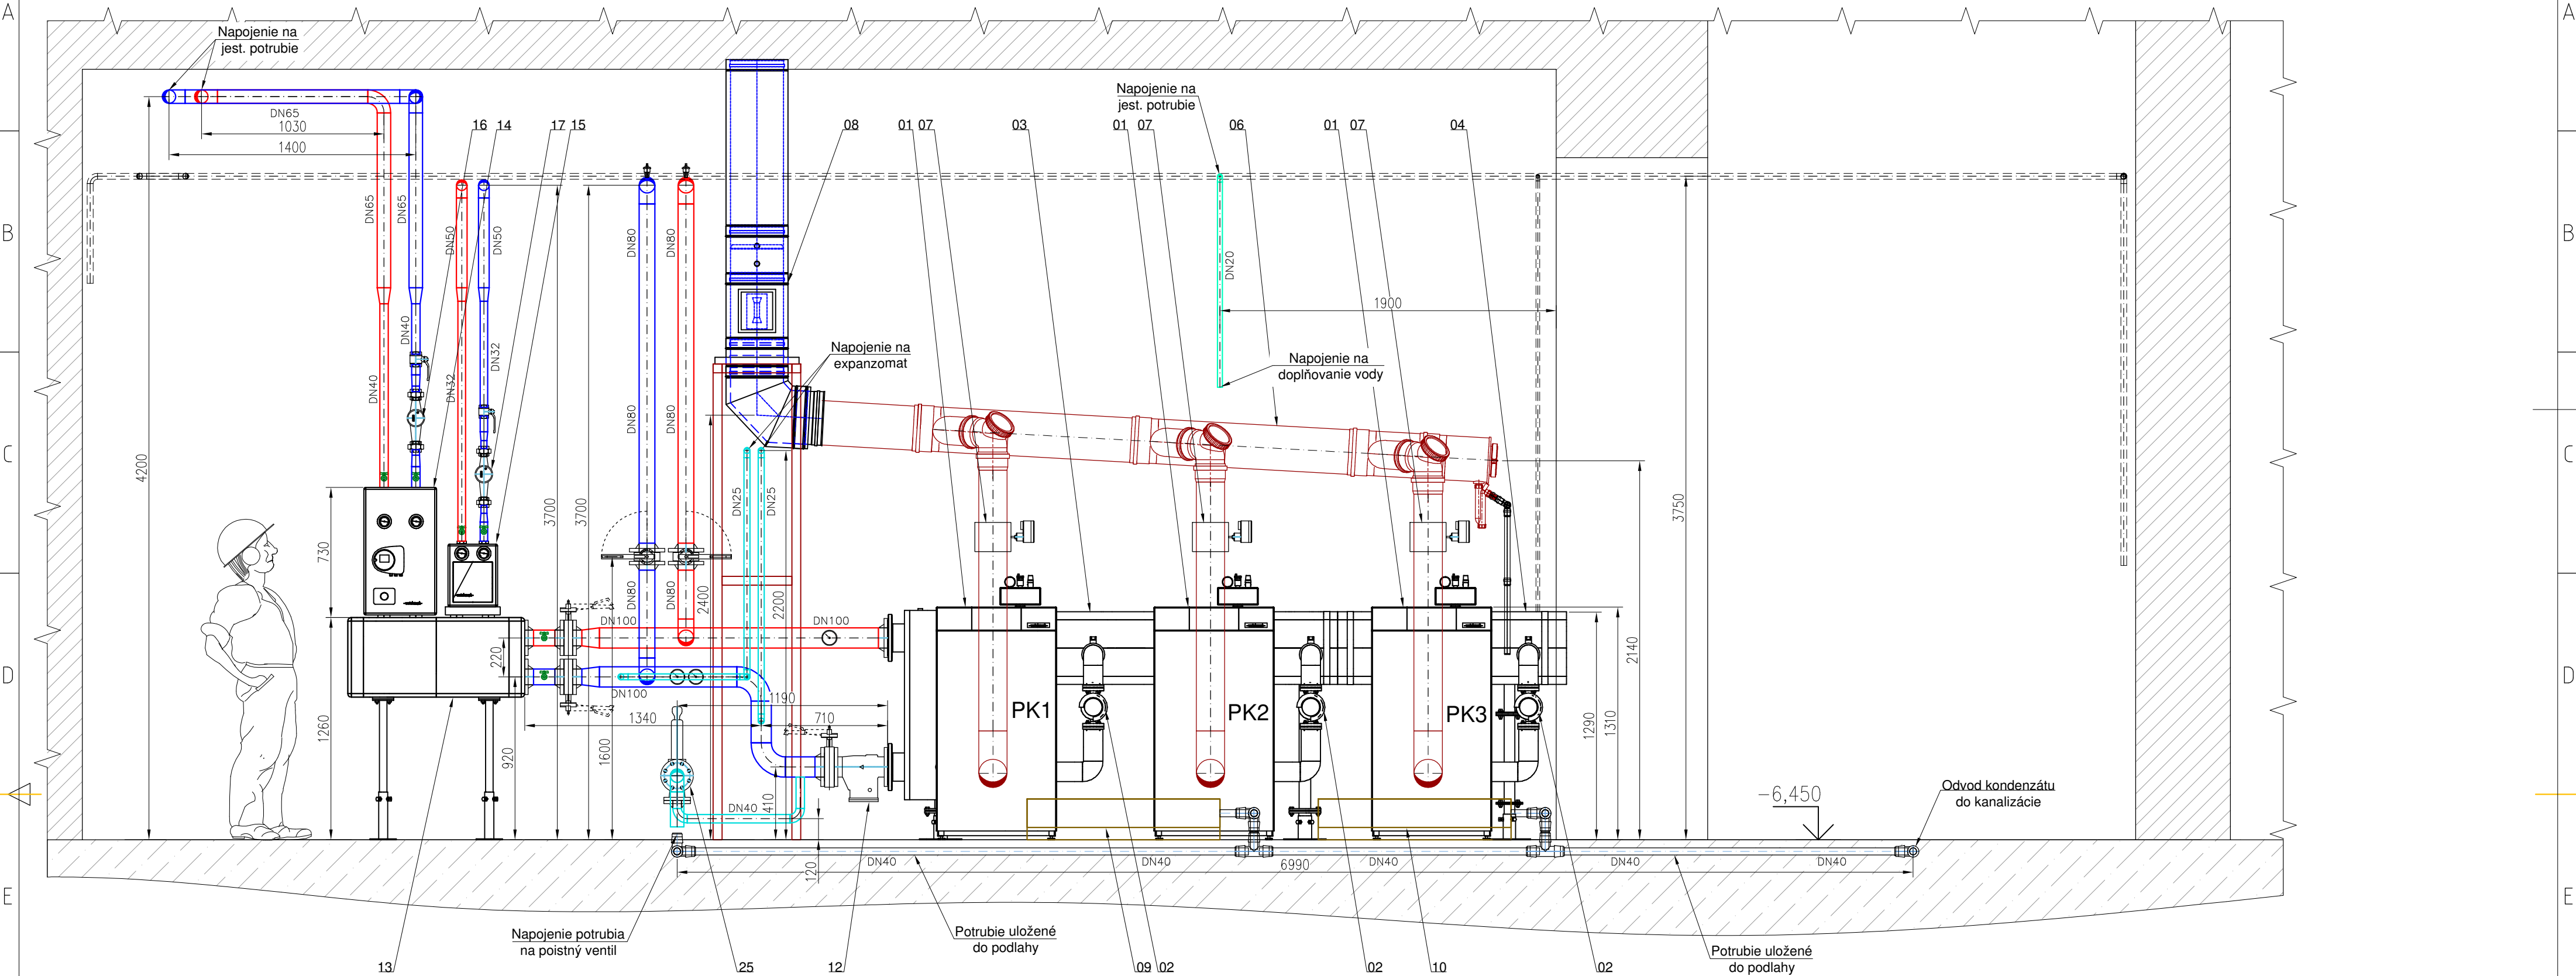 A
A
Napojenie na
jest. potrubie
DN65
1030
1400
16
14
17
15
08
01
07
03
Napojenie na
jest. potrubie
01
07
06
01
07
04
B
B
DN65
DN65
DN50
DN50
DN80
DN80
DN20
1900
DN40
DN32
Napojenie na
expanzomat
Napojenie na
doplňovanie vody
DN40
DN32
DN80
DN80
C
C
4200
DN25
DN25
3700
3700
3750
730
DN80
DN80
2400
2200
DN100
DN100
220
2140
D
D
DN100
1190
1340
710
PK1
PK2
PK3
1260
920
1600
1290
1310
410
DN40
-6,450
Odvod kondenzátu
do kanalizácie
120
DN40
DN40
DN40
DN40
DN40
6990
E
E
Napojenie potrubia
na poistný ventil
Potrubie uložené
do podlahy
Potrubie uložené
do podlahy
13
25
12
09
02
02
10
02